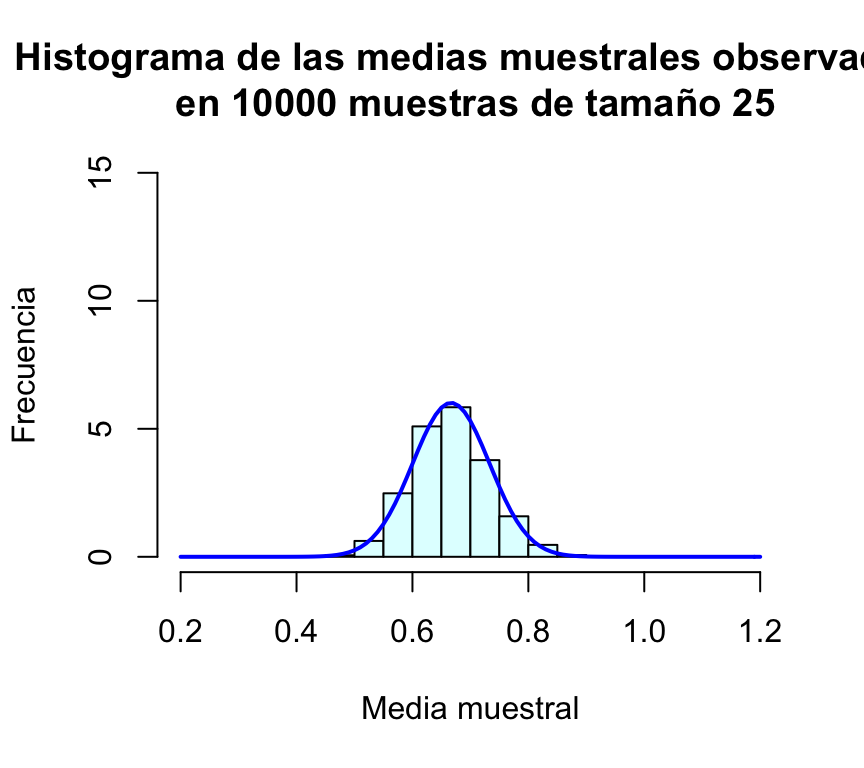 Histograma de las medias muestrales observa
en 10000 muestras de tamaño 25
15
10
5
0
Frecuencia
0.2 0.4 0.6 0.8 1.0 1.2
Media muestral